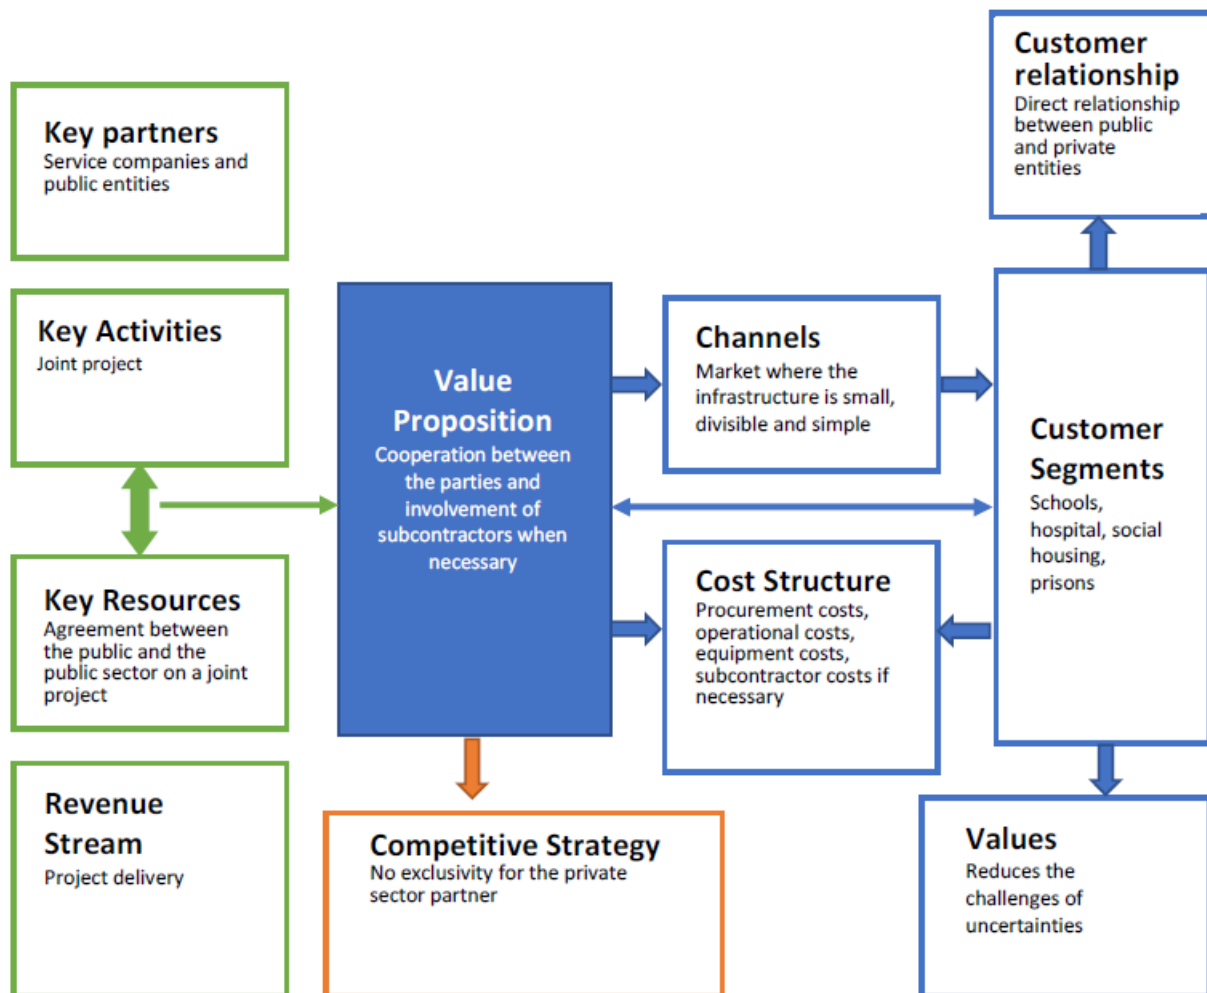 Customer
relationship
Direct relationship
between public
and private
entities
Key partners
Service companies and
public entities
Key Activities
Joint project
Value
Proposition
Cooperation between
the parties and
involvement of
subcontractors when
necessary
Channels
Market where the
infrastructure is small,
divisible and simple
Customer
Segments
Schools,
hospital, social
housing,
prisons
Key Resources
Agreement between
the public and the
public sector on a joint
project
Cost Structure
Procurement costs,
operational costs,
equipment costs,
subcontractor costs if
necessary
Revenue
Stream
Project delivery
Competitive Strategy
No exclusivity for the private
sector partner
Values
Reduces the
challenges of
uncertainties